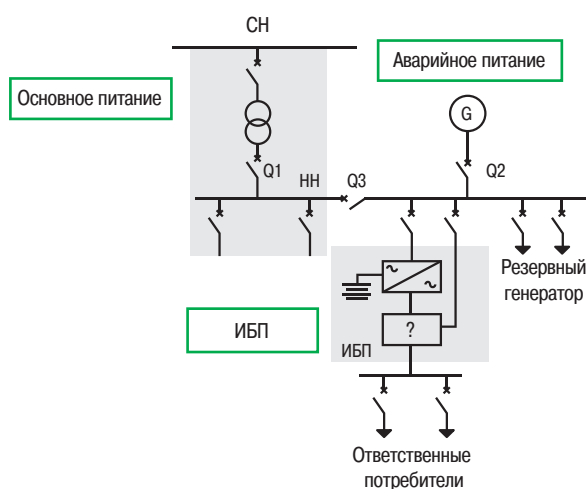 СН
Аварийное питание
Основное питание
G
Q1
Q2
НН
Q3
~
~
Резервный
генератор
?
ИБП
ИБП
Ответственные
потребители